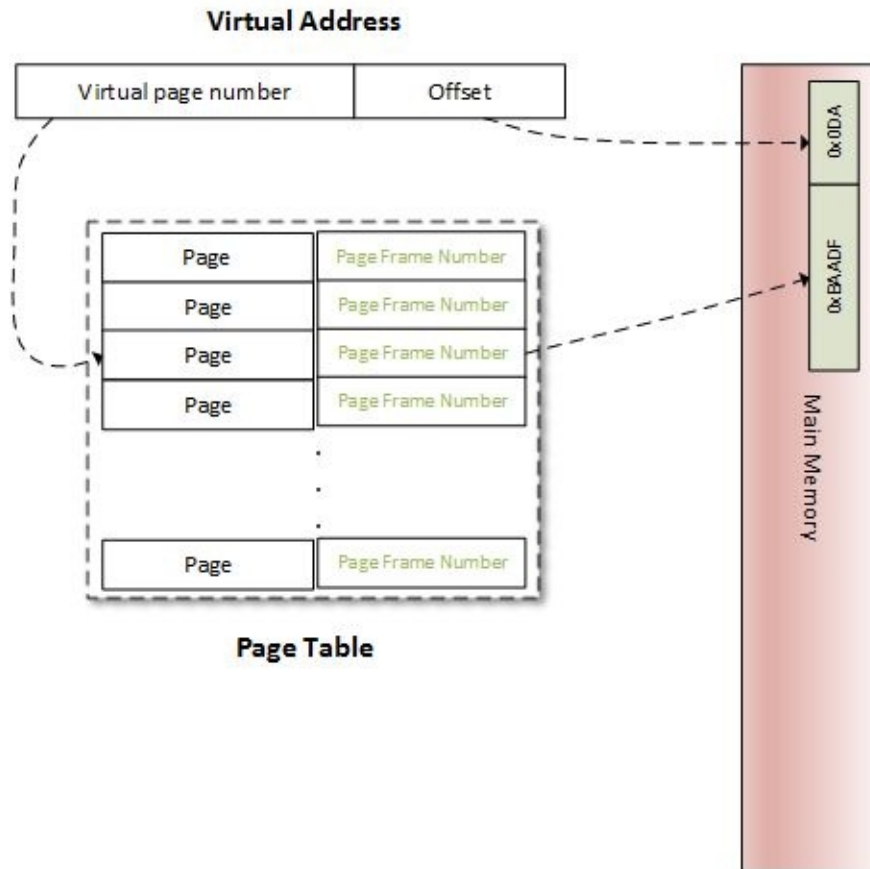 Virtual Address
Virtual page number
Offset
0x0DA
0xBAADF
Page
Page Frame Number
Page
Page Frame Number
Page
Page Frame Number
Page
Page Frame Number
.
.
.
Page
Page Frame Number
Page Table
Main Memory